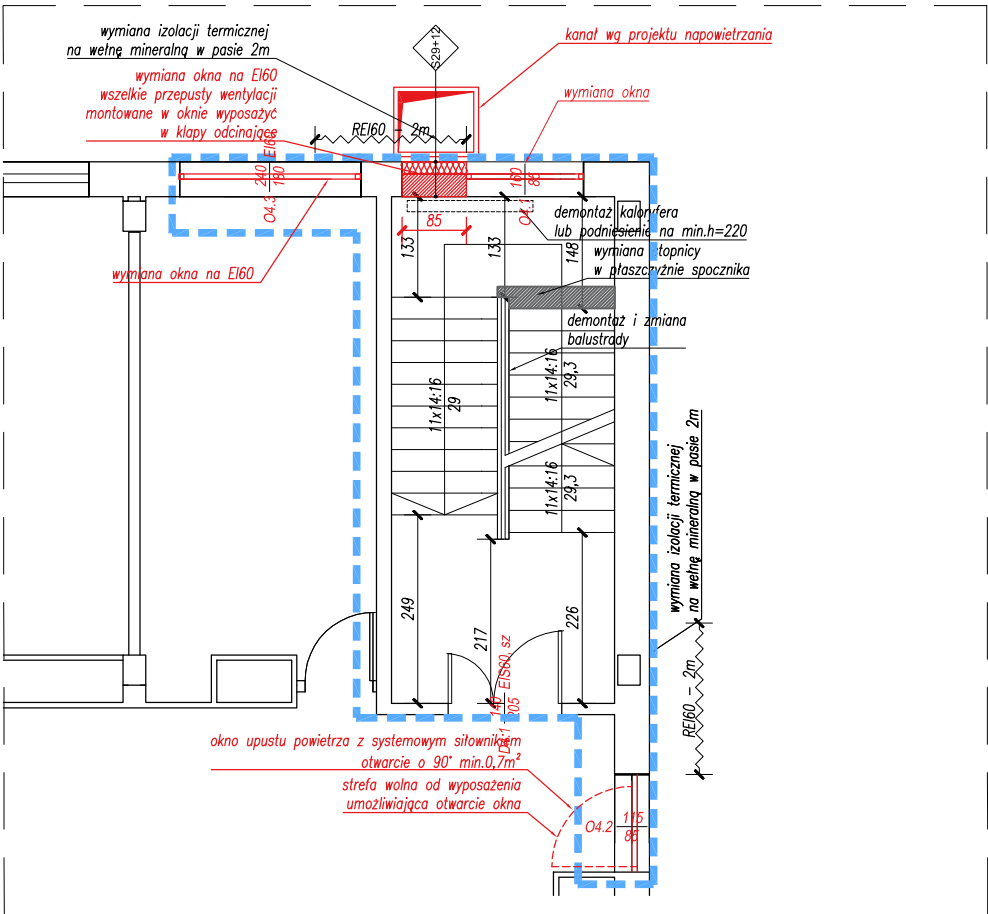 wymiana izolacji termicznej
na wełnę mineralną w pasie 2m
S29+12
kanał wg projektu napowietrzania
wymiana okna na EI60
wszelkie przepusty wentylacji
montowane w oknie wyposażyć
w klapy odcinające
wymiana okna
REI60 - 2m
O4.3
240
180
EI60
O4.1
160
85
85
133
133
148
demontaż kaloryfera
lub podniesienie na min.h=220
wymiana stopnicy
w płaszczyźnie spocznika
wymiana okna na EI60
demontaż i zmiana
balustrady
11x14:16
29
11x14:16
29,3
11x14:16
29,3
wymiana izolacji termicznej
na wełnę mineralną w pasie 2m
249
217
226
REI60 - 2m
140
205
EIS60, sz
okno upustu powietrza z systemowym siłownikiem
otwarcie o 90° min.0,7m²
strefa wolna od wyposażenia
umożliwiająca otwarcie okna
O4.2
115
85